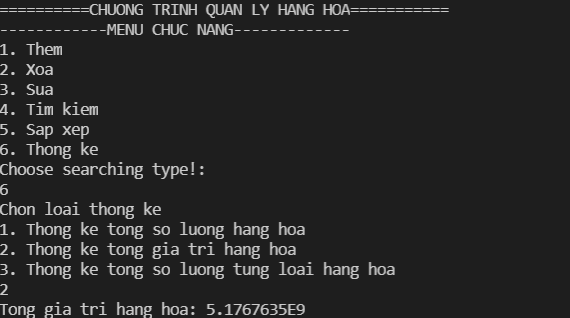 ==========CHUONG TRINH QUAN LY HANG HOA===========
------------MENU CHUC NANG-------------
1. Them
2. Xoa
3. Sua
4. Tim kiem
5. Sap xep
6. Thong ke
Choose searching type!:
6
Chon loai thong ke
1. Thong ke tong so luong hang hoa
2. Thong ke tong gia tri hang hoa
3. Thong ke tong so luong tung loai hang hoa
2
Tong gia tri hang hoa: 5.1767635E9